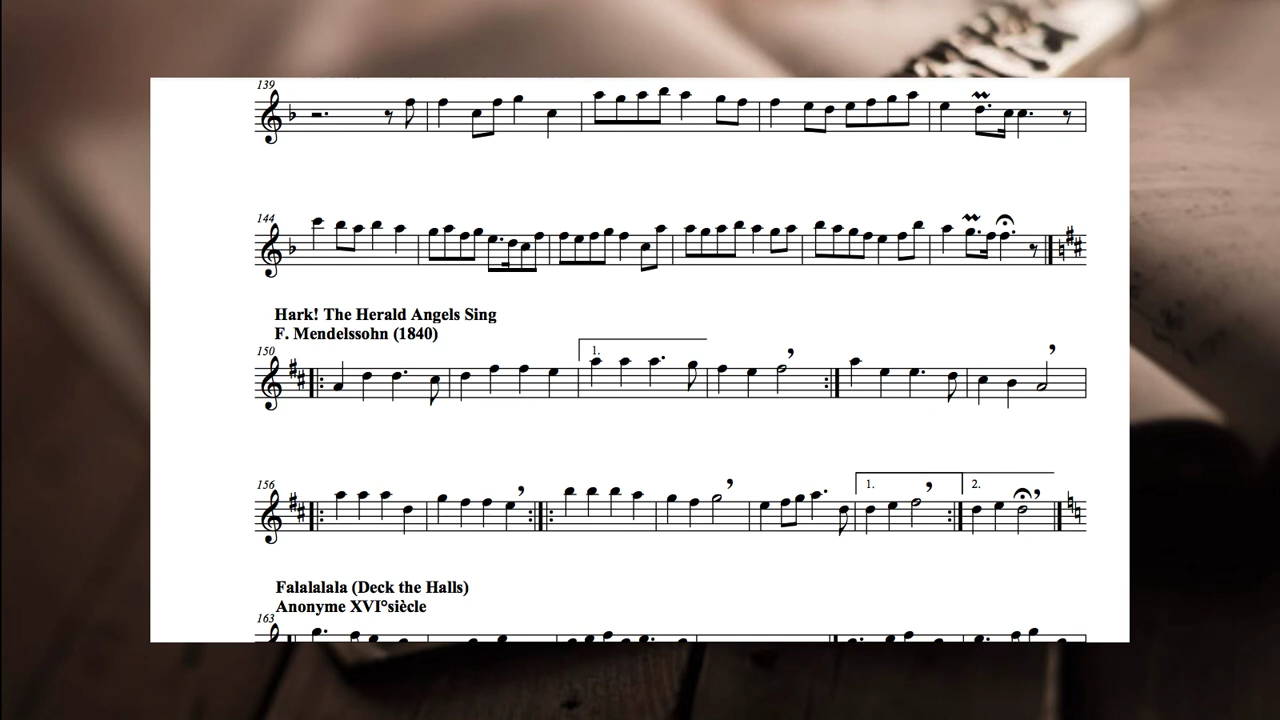 139
144
Hark! The Herald Angels Sing
F. Mendelssohn (1840)
150
1.
156
1.
2.
Falalalala (Deck the Halls)
Anonyme XVI°siècle
163